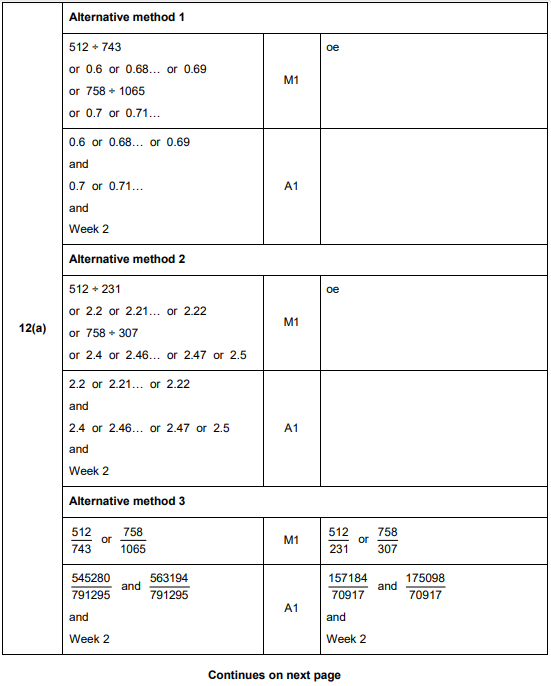 Alternative method 1
512 ÷ 743
or 0.6 or 0.68… or 0.69
or 758 ÷ 1065
or 0.7 or 0.71…
M1
oe
0.6 or 0.68… or 0.69
and
0.7 or 0.71…
and
Week 2
A1
Alternative method 2
12(a)
512 ÷ 231
or 2.2 or 2.21… or 2.22
or 758 ÷ 307
or 2.4 or 2.46… or 2.47 or 2.5
M1
oe
2.2 or 2.21… or 2.22
and
2.4 or 2.46… or 2.47 or 2.5
and
Week 2
A1
Alternative method 3
512/743 or 758/1065
M1
512/231 or 758/307
545280/791295 and 563194/791295
and
Week 2
A1
157184/70917 and 175098/70917
and
Week 2
Continues on next page